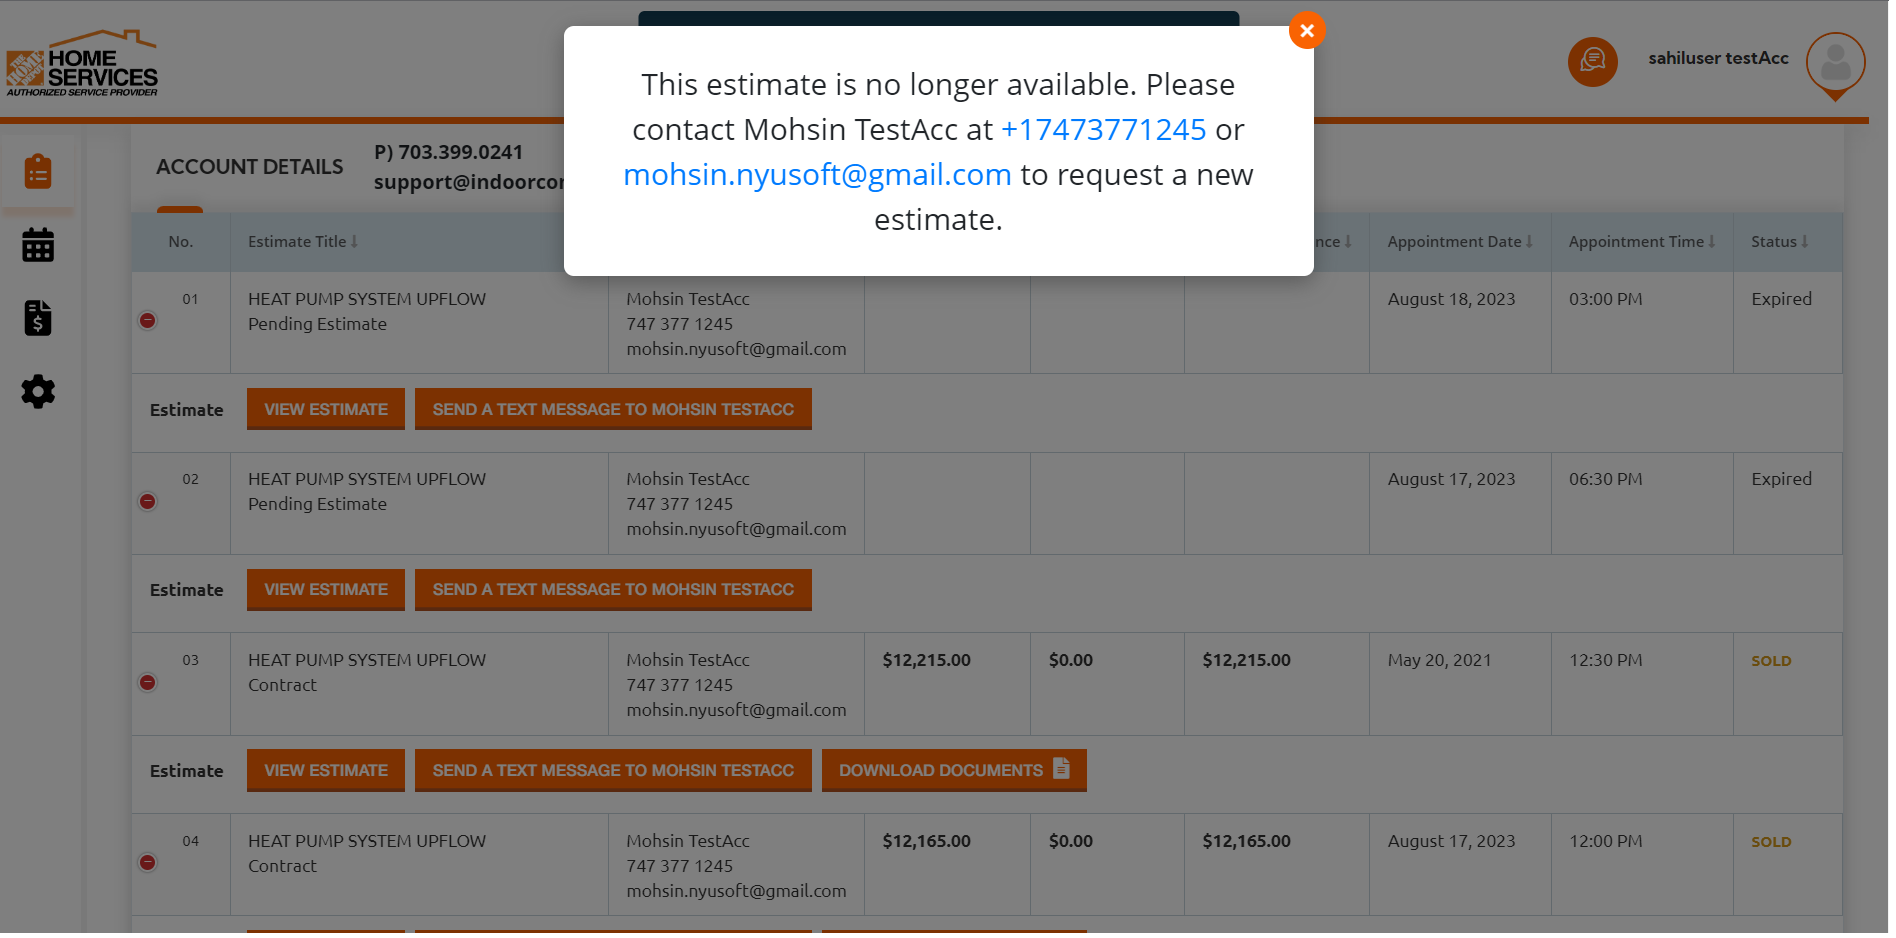 THE HOME DEPOT
HOME
SERVICES
AUTHORIZED SERVICE PROVIDER
sahiluser testAcc
This estimate is no longer available. Please
contact Mohsin TestAcc at +17473771245 or
mohsin.nyusoft@gmail.com to request a new
estimate.
ACCOUNT DETAILS
P) 703.399.0241
support@indoorcor
No. Estimate Title nce Appointment Date Appointment Time Status
01 HEAT PUMP SYSTEM UPFLOW Mohsin TestAcc August 18, 2023 03:00 PM Expired
Pending Estimate 747 377 1245
mohsin.nyusoft@gmail.com
Estimate VIEW ESTIMATE SEND A TEXT MESSAGE TO MOHSIN TESTACC
02 HEAT PUMP SYSTEM UPFLOW Mohsin TestAcc August 17, 2023 06:30 PM Expired
Pending Estimate 747 377 1245
mohsin.nyusoft@gmail.com
Estimate VIEW ESTIMATE SEND A TEXT MESSAGE TO MOHSIN TESTACC
03 HEAT PUMP SYSTEM UPFLOW Mohsin TestAcc $12,215.00 $0.00 $12,215.00 May 20, 2021 12:30 PM SOLD
Contract 747 377 1245
mohsin.nyusoft@gmail.com
Estimate VIEW ESTIMATE SEND A TEXT MESSAGE TO MOHSIN TESTACC DOWNLOAD DOCUMENTS
04 HEAT PUMP SYSTEM UPFLOW Mohsin TestAcc $12,165.00 $0.00 $12,165.00 August 17, 2023 12:00 PM SOLD
Contract 747 377 1245
mohsin.nyusoft@gmail.com